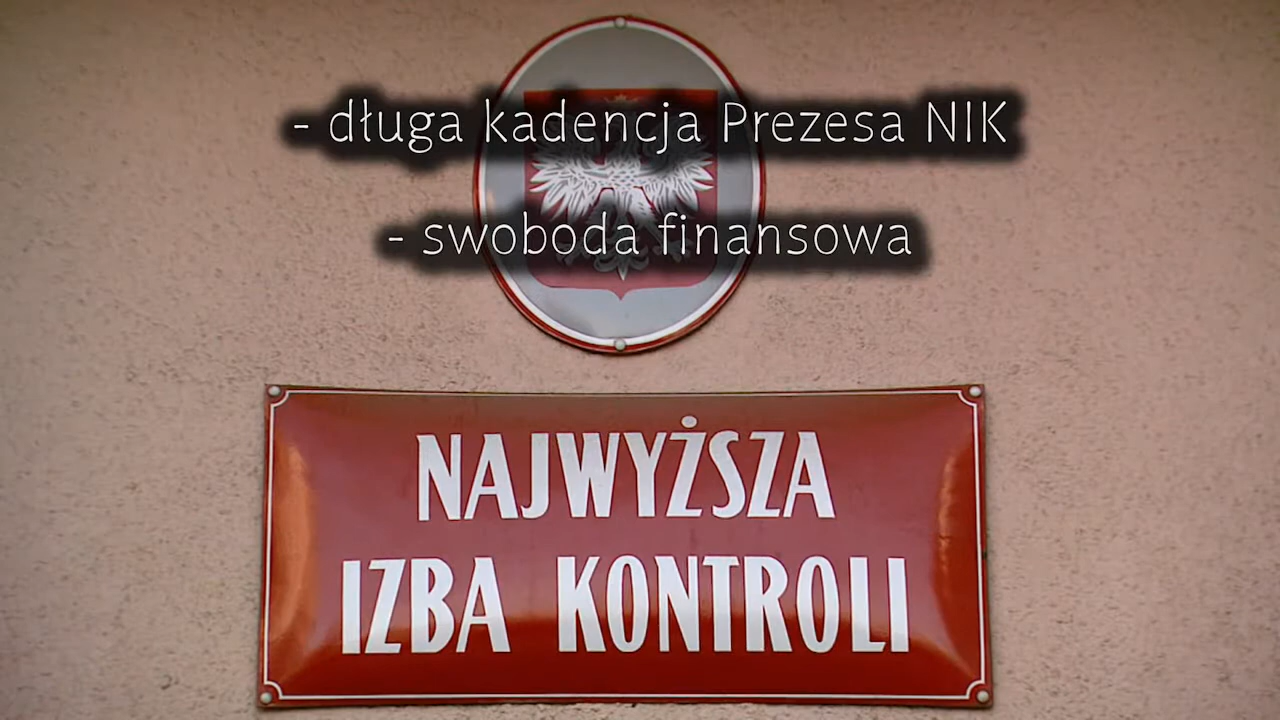 - długa kadencja Prezesa NIK
- swoboda finansowa
NAJWYŻSZA
IZBA KONTROLI